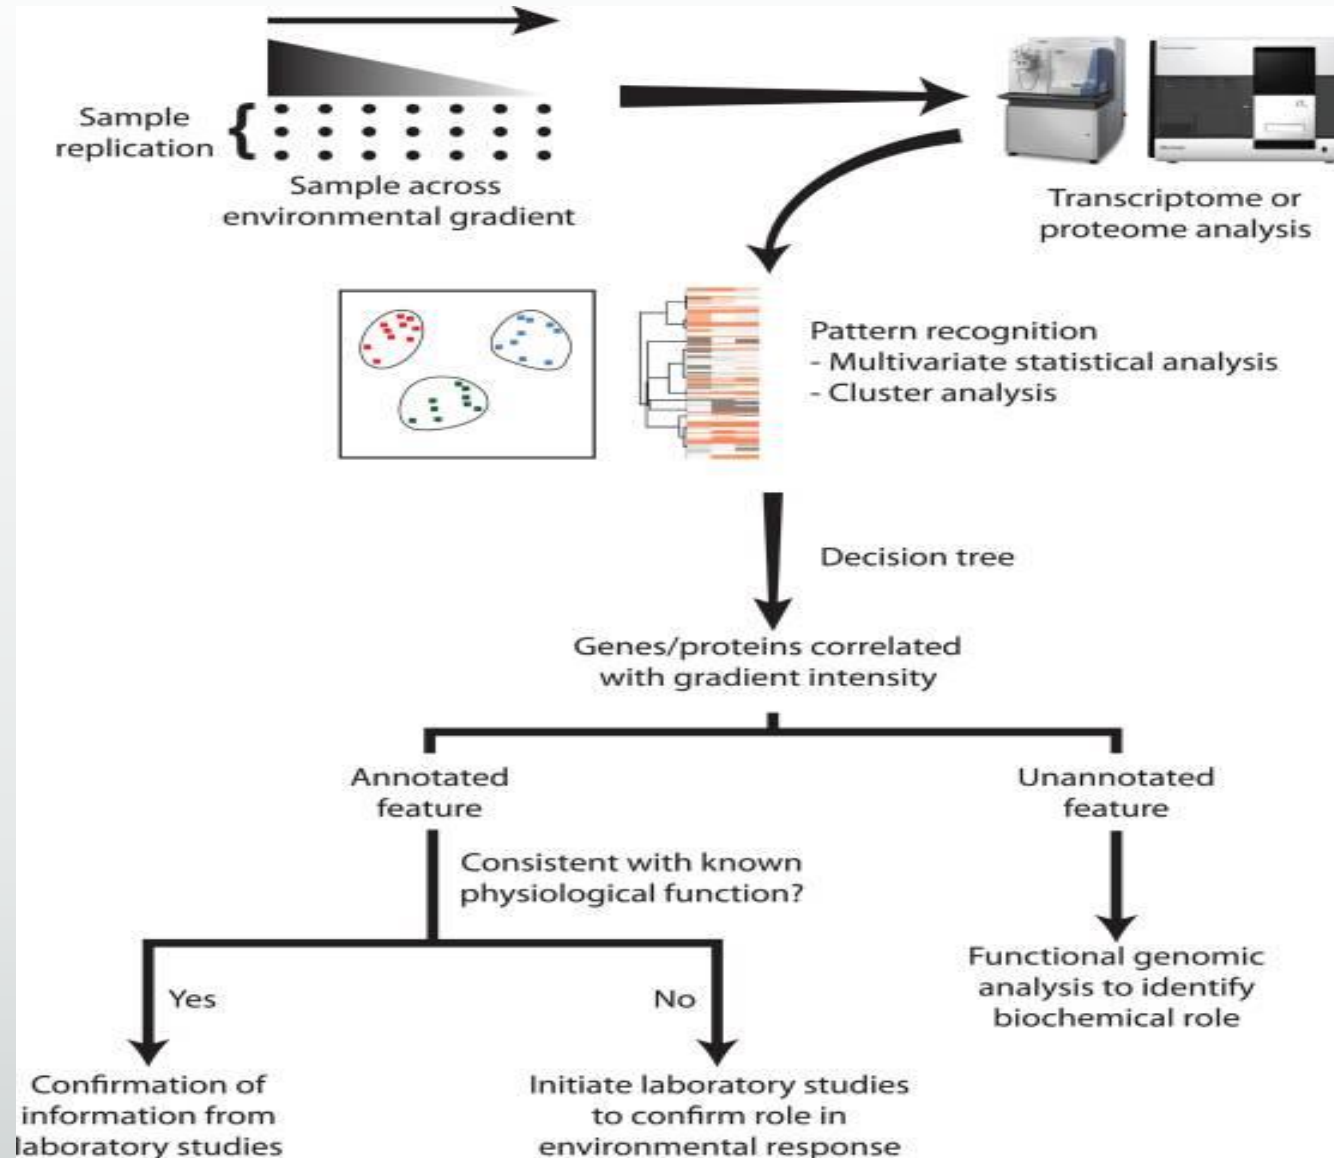 Sample
replication
{
Sample across
environmental gradient
Transcriptome or
proteome analysis
Pattern recognition
- Multivariate statistical analysis
- Cluster analysis
Decision tree
Genes/proteins correlated
with gradient intensity
Annotated
feature
Unannotated
feature
Consistent with known
physiological function?
Functional genomic
analysis to identify
biochemical role
Yes
No
Confirmation of
information from
laboratory studies
Initiate laboratory studies
to confirm role in
environmental response